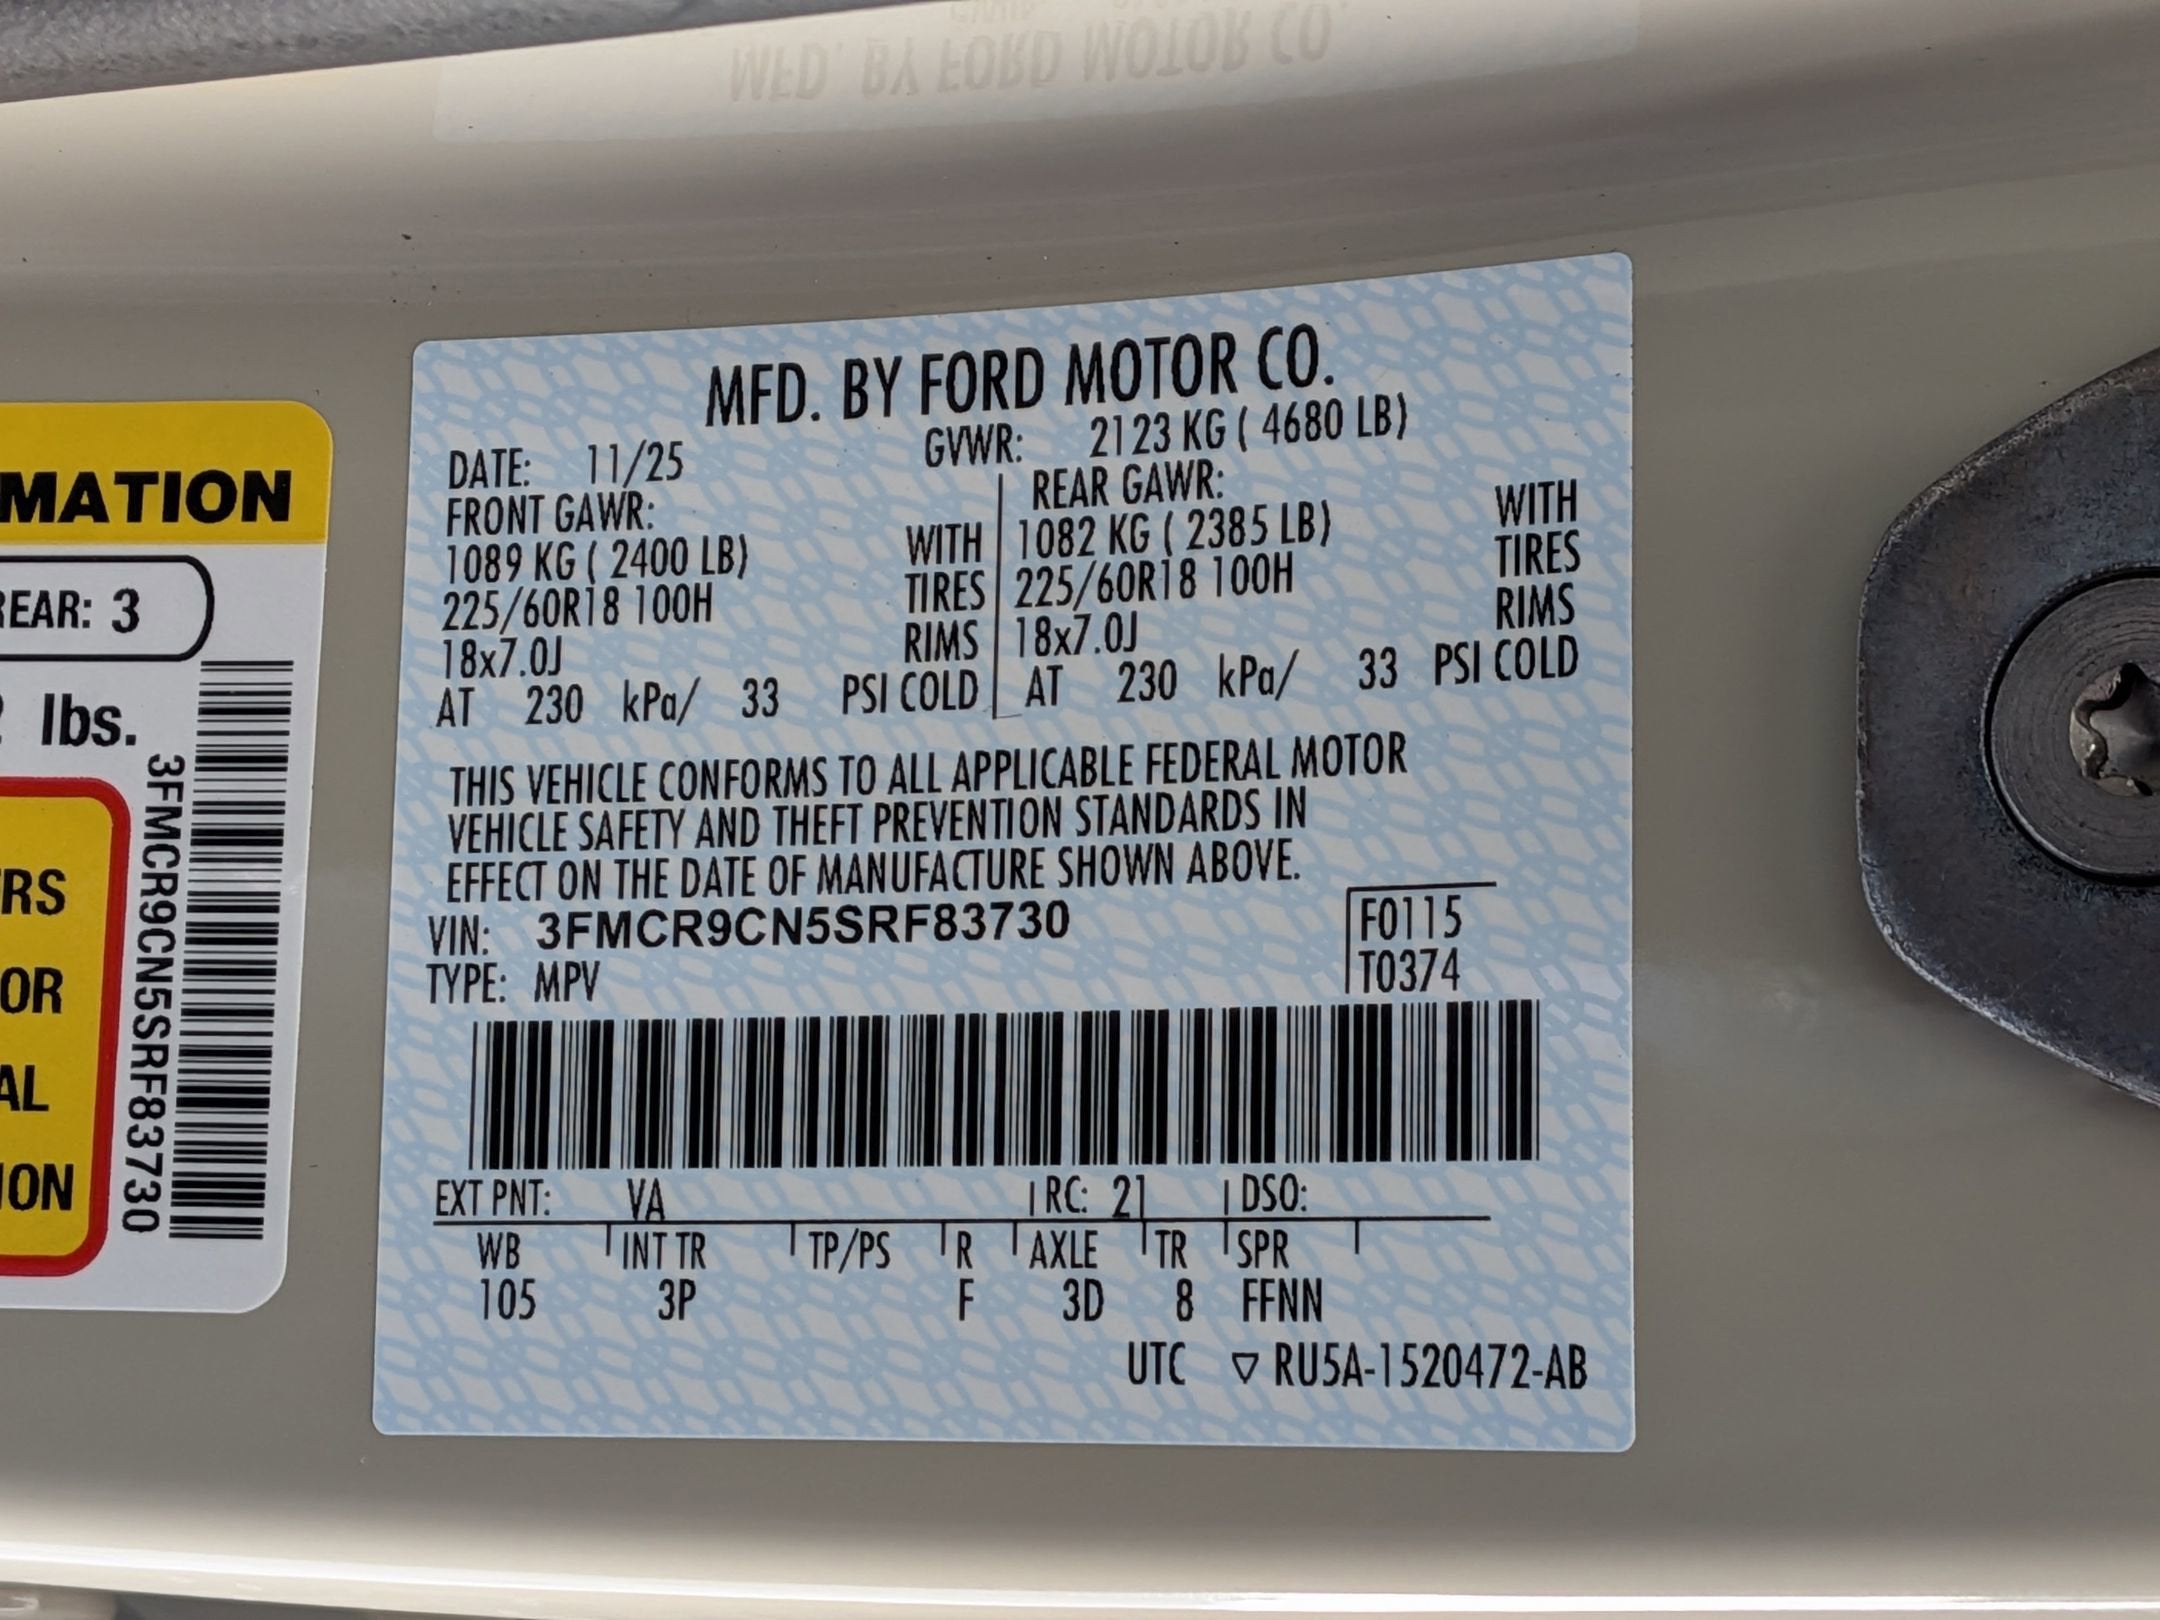 MFD. BY FORD MOTOR CO.
MATION
REAR: 3
lbs.
ERS
OR
AL
ION
3FMCR9CN5SRF83730
MFD. BY FORD MOTOR CO.
DATE: 11/25 GVWR: 2123 KG ( 4680 LB)
FRONT GAWR: REAR GAWR:
1089 KG ( 2400 LB) WITH 1082 KG ( 2385 LB) WITH
225/60R18 100H TIRES 225/60R18 100H TIRES
18x7.0J RIMS 18x7.0J RIMS
AT 230 kPa/ 33 PSI COLD AT 230 kPa/ 33 PSI COLD
THIS VEHICLE CONFORMS TO ALL APPLICABLE FEDERAL MOTOR
VEHICLE SAFETY AND THEFT PREVENTION STANDARDS IN
EFFECT ON THE DATE OF MANUFACTURE SHOWN ABOVE.
VIN: 3FMCR9CN5SRF83730 F0115
TYPE: MPV T0374
EXT PNT: VA RC: 21 DSO:
WB INT TR TP/PS R AXLE TR SPR
105 3P F 3D 8 FFNN
UTC ▽ RU5A-1520472-AB